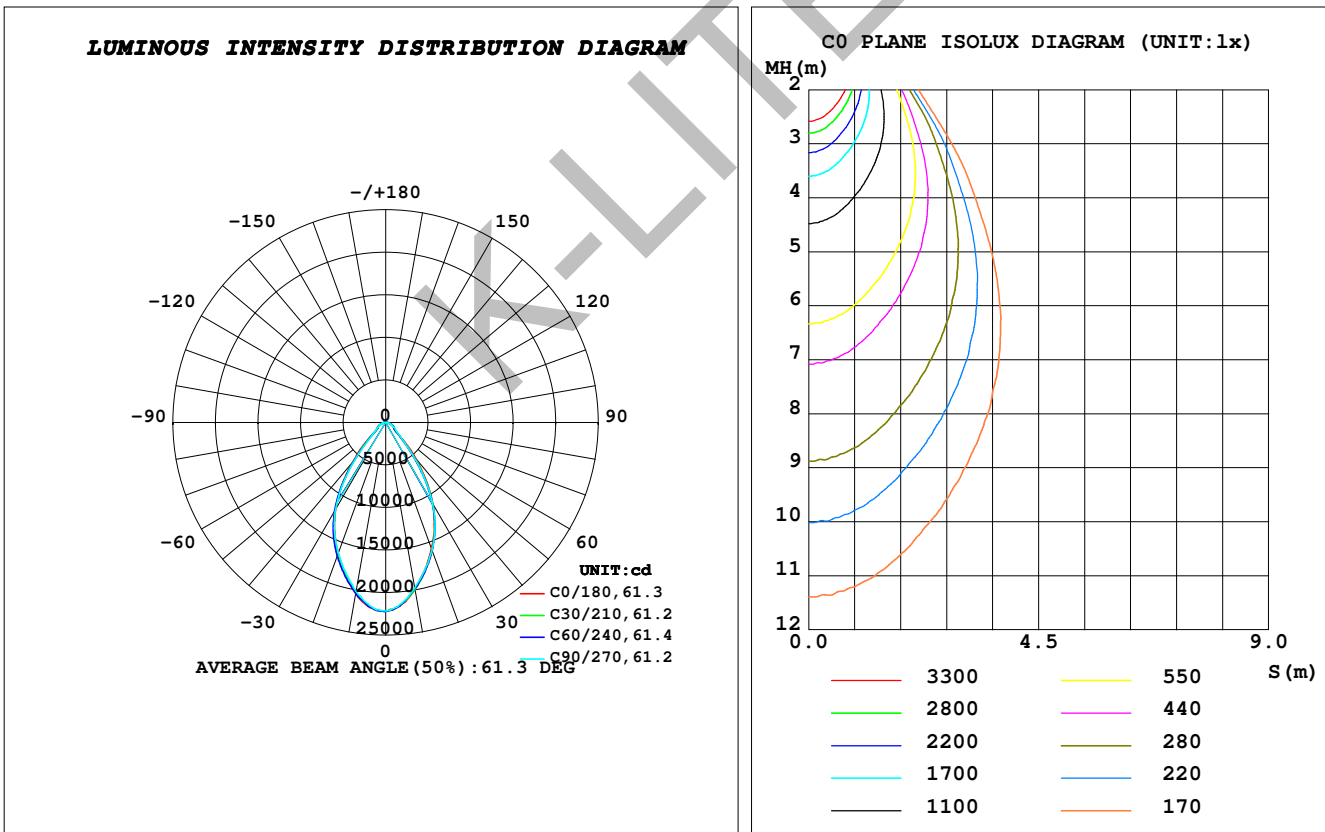 LUMINOUS INTENSITY DISTRIBUTION DIAGRAM
-/+180
-150
150
-120
120
-90
90
-60
60
-30
30
0
0
5000
10000
15000
20000
25000
UNIT:cd
C0/180,61.3
C30/210,61.2
C60/240,61.4
C90/270,61.2
AVERAGE BEAM ANGLE(50%):61.3 DEG
K-LITE
C0 PLANE ISOLUX DIAGRAM (UNIT:lx)
MH(m)
2
3
4
5
6
7
8
9
10
11
12
0.0 4.5 9.0
S(m)
3300 550
2800 440
2200 280
1700 220
1100 170